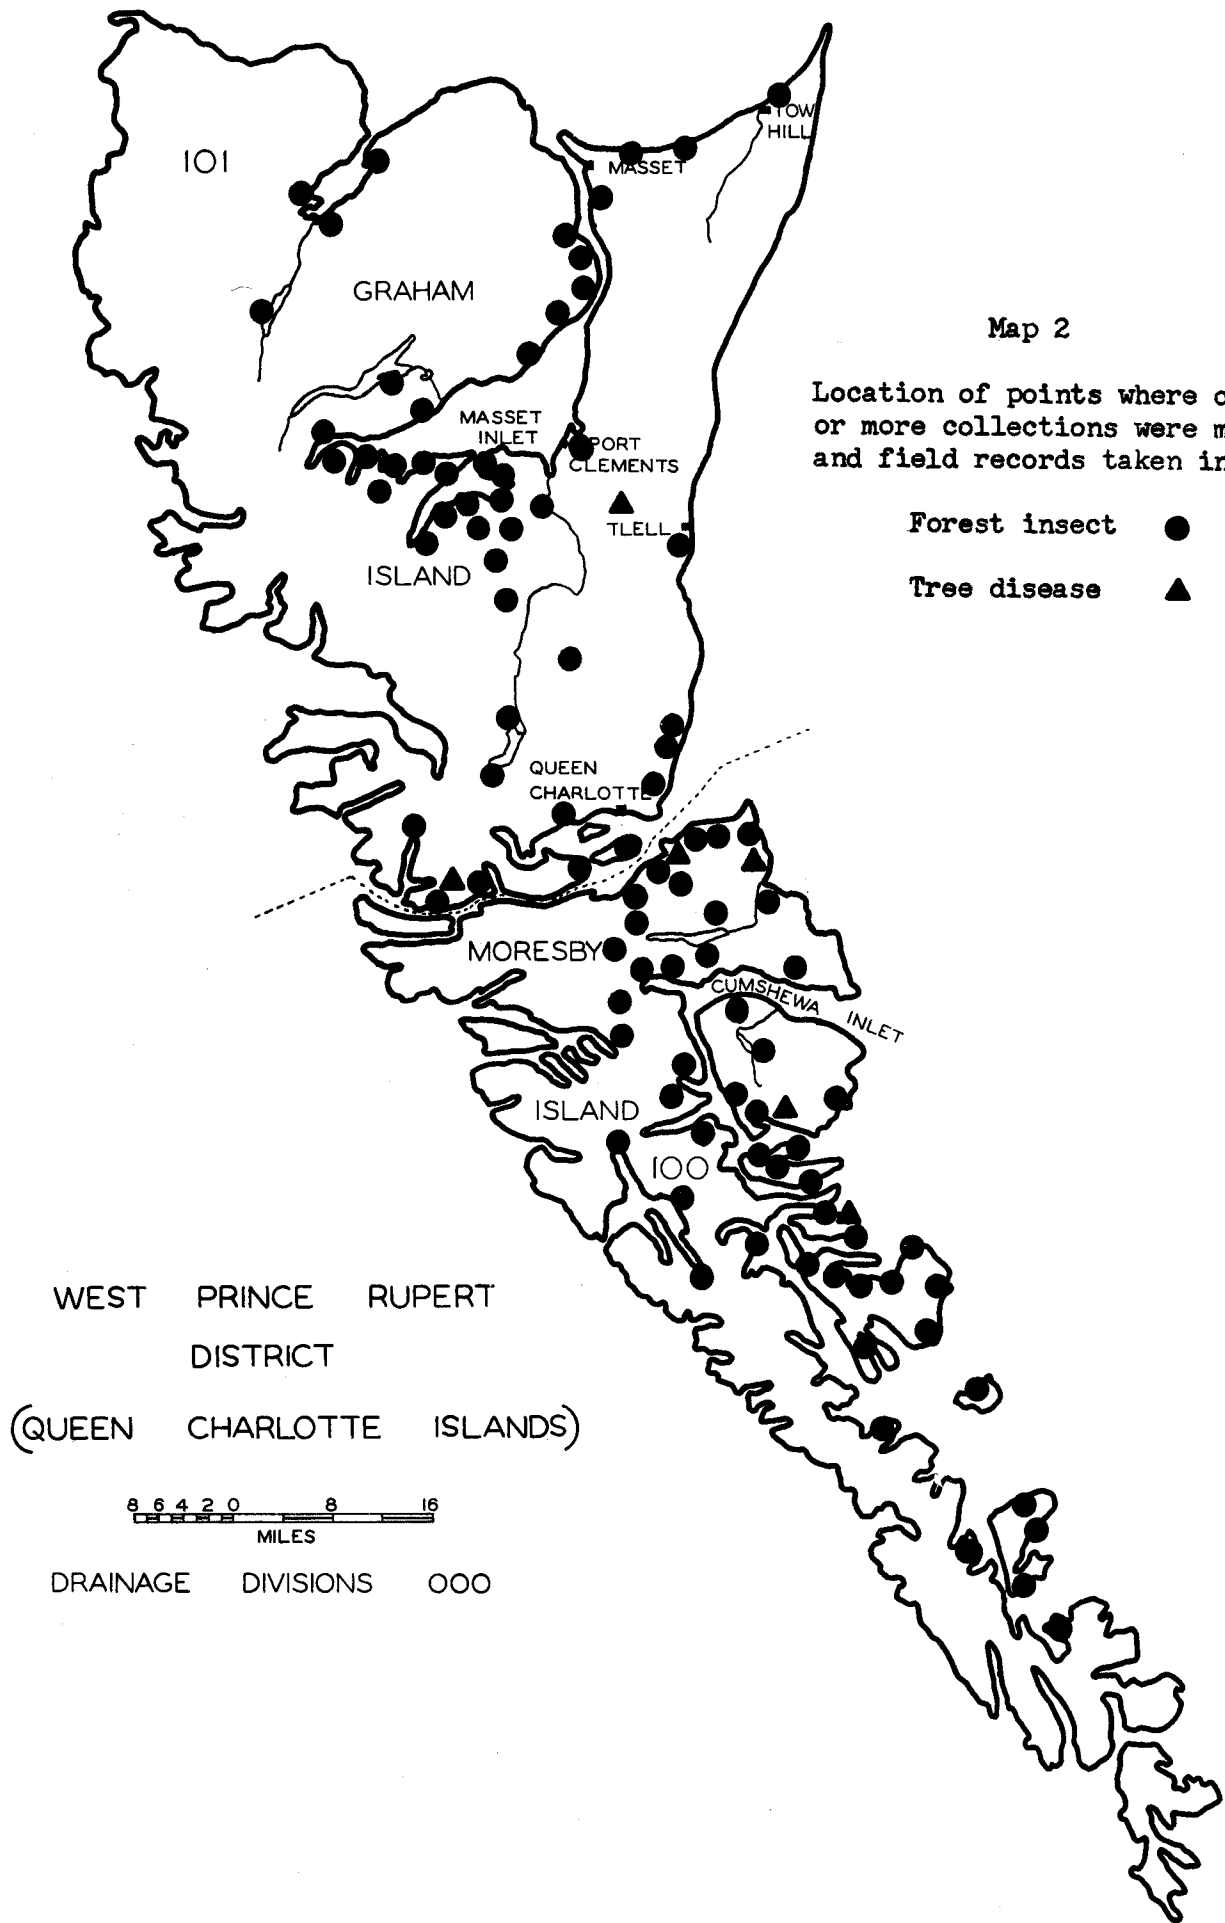 TOW
HILL
MASSET
101
GRAHAM
Map 2
Location of points where
or more collections were
and field records taken in
Forest insect
Tree disease
MASSET
INLET
PORT
CLEMENTS
TLELL
ISLAND
QUEEN
CHARLOTTE
MORESBY
CUMSHEWA INLET
ISLAND
100
WEST PRINCE RUPERT
DISTRICT
(QUEEN CHARLOTTE ISLANDS)
8 6 4 2 0 8 16
MILES
DRAINAGE DIVISIONS 000